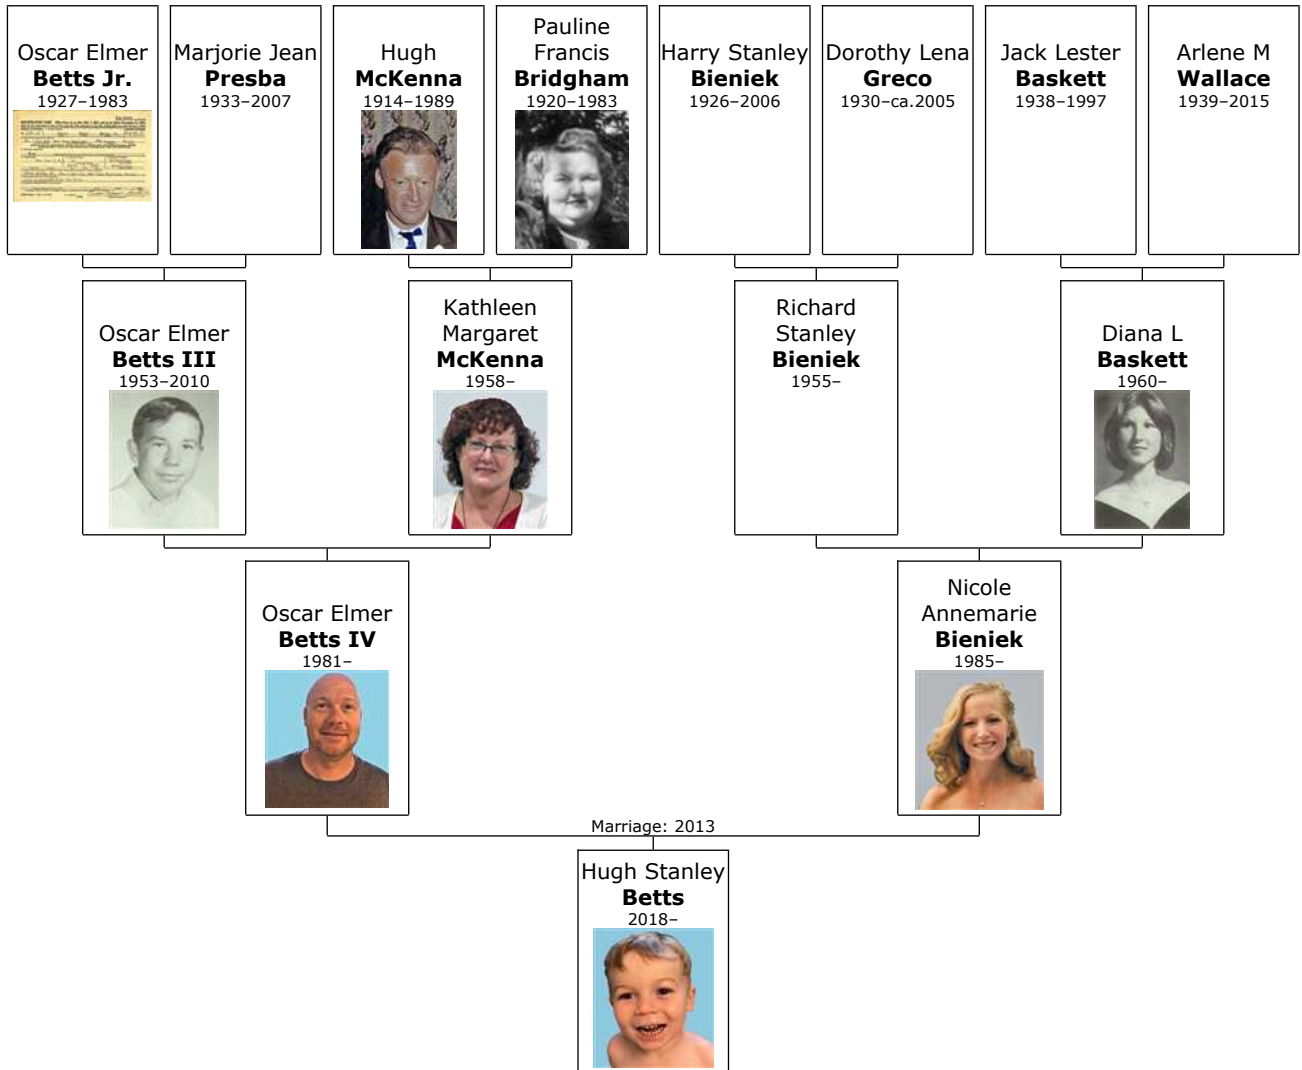 Oscar Elmer
Betts Jr.
1927–1983
Marjorie Jean
Presba
1933–2007
Hugh
McKenna
1914–1989
Pauline
Francis
Bridgham
1920–1983
Harry Stanley
Bieniek
1926–2006
Dorothy Lena
Greco
1930–ca.2005
Jack Lester
Baskett
1938–1997
Arlene M
Wallace
1939–2015
Oscar Elmer
Betts III
1953–2010
Kathleen
Margaret
McKenna
1958–
Richard
Stanley
Bieniek
1955–
Diana L
Baskett
1960–
Oscar Elmer
Betts IV
1981–
Nicole
Annemarie
Bieniek
1985–
Marriage: 2013
Hugh Stanley
Betts
2018–